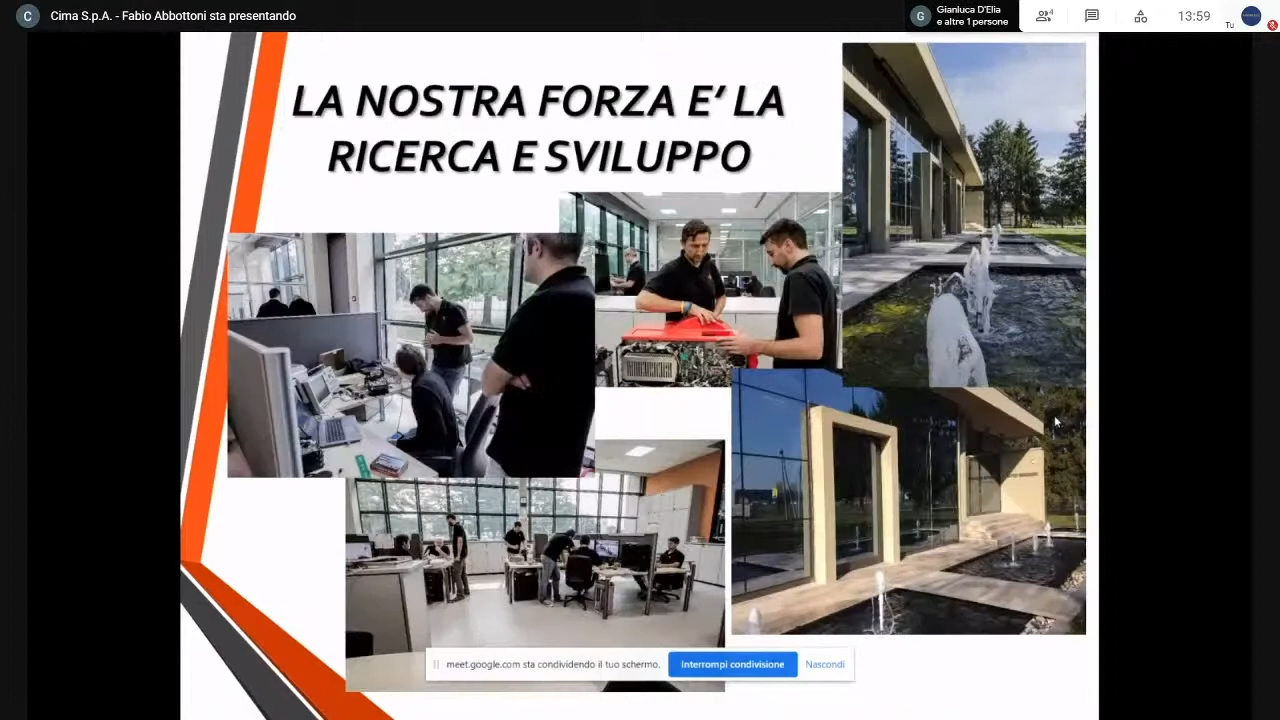 C
Cima S.p.A. - Fabio Abbottoni sta presentando
G
Gianluca D'Elia
e altre 1 persone
4
13:59
Tu
LA NOSTRA FORZA E' LA
RICERCA E SVILUPPO
meet.google.com sta condividendo il tuo schermo.
Interrompi condivisione
Nascondi